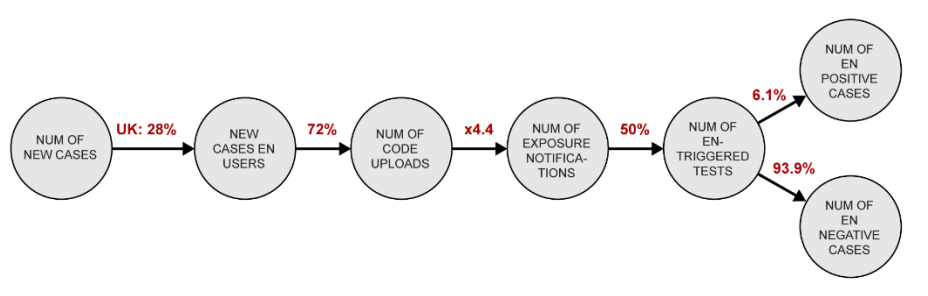 NUM OF
NEW CASES
UK: 28%
NEW
CASES EN
USERS
72%
NUM OF
CODE
UPLOADS
x4.4
NUM OF
EXPOSURE
NOTIFICA-
TIONS
50%
NUM OF
EN-
TRIGGERED
TESTS
6.1%
NUM OF
EN
POSITIVE
CASES
93.9%
NUM OF
EN
NEGATIVE
CASES